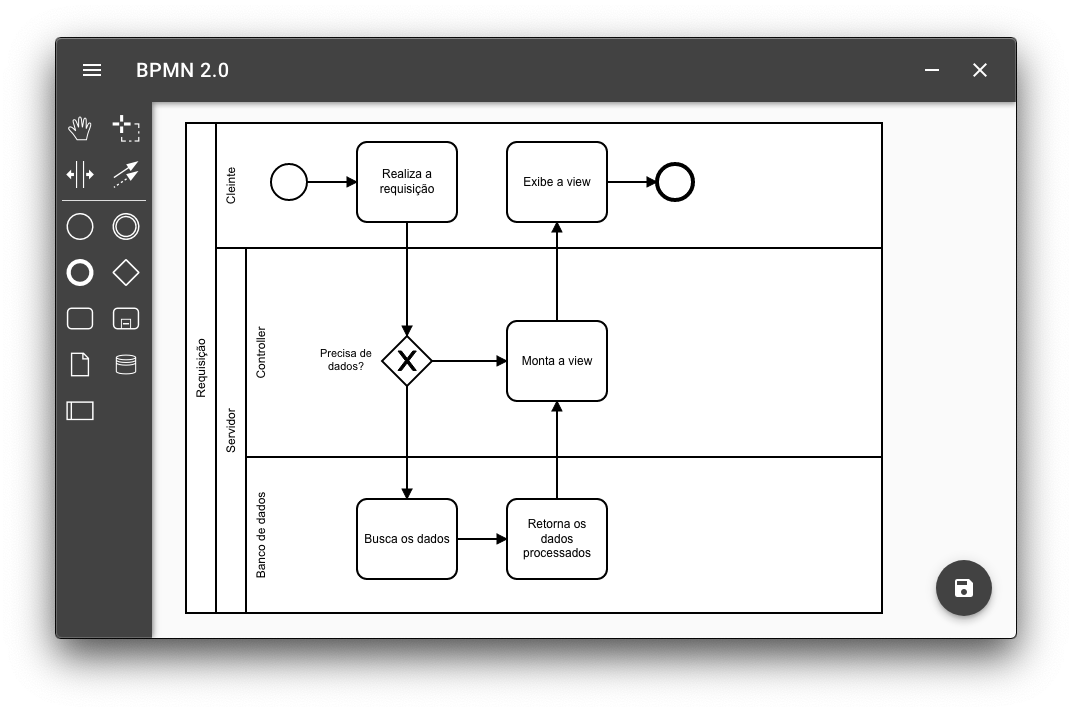 BPMN 2.0
Requisição
Cleinte
Realiza a
requisição
Exibe a view
Servidor
Controller
Precisa de
dados?
X
Monta a view
Banco de dados
Busca os dados
Retorna os
dados
processados